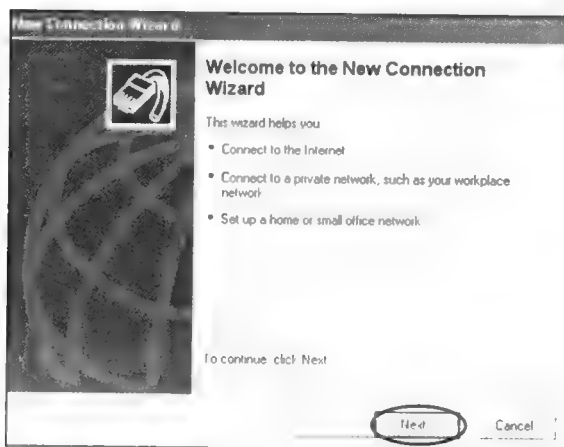 New Connection Wizard
Welcome to the New Connection
Wizard
This wizard helps you
• Connect to the Internet
• Connect to a private network, such as your workplace
network
• Set up a home or small office network
To continue click Next
Next
Cancel